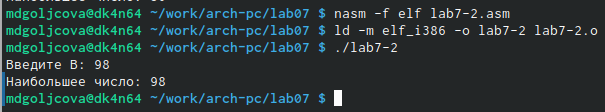 mdgoljcova@dk4n64 ~/work/arch-pc/lab07 $ nasm -f elf lab7-2.asm
mdgoljcova@dk4n64 ~/work/arch-pc/lab07 $ ld -m elf_i386 -o lab7-2 lab7-2.o
mdgoljcova@dk4n64 ~/work/arch-pc/lab07 $ ./lab7-2
Введите В: 98
Наибольшее число: 98
mdgoljcova@dk4n64 ~/work/arch-pc/lab07 $